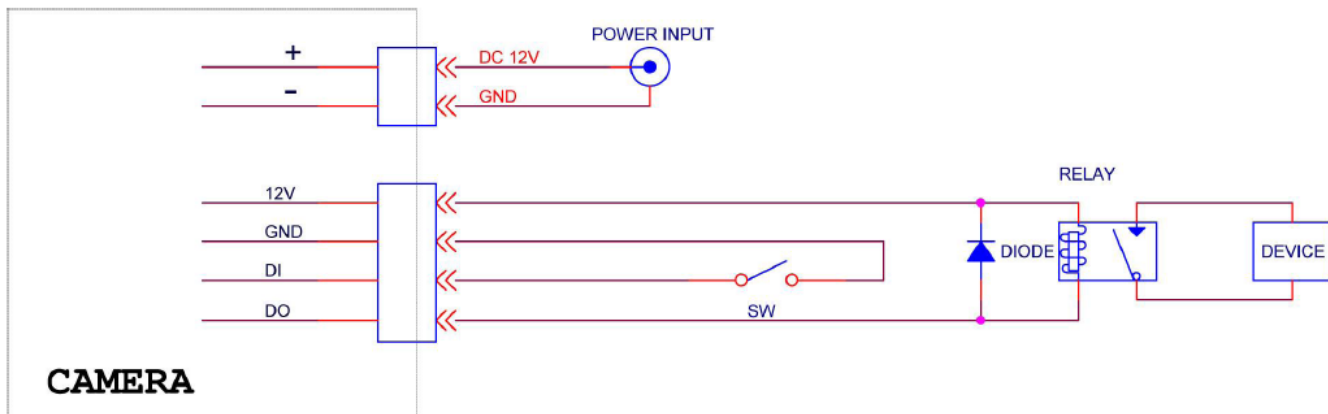 POWER INPUT
+
DC 12V
-
GND
RELAY
12V
GND
DIODE
DEVICE
DI
DO
SW
CAMERA